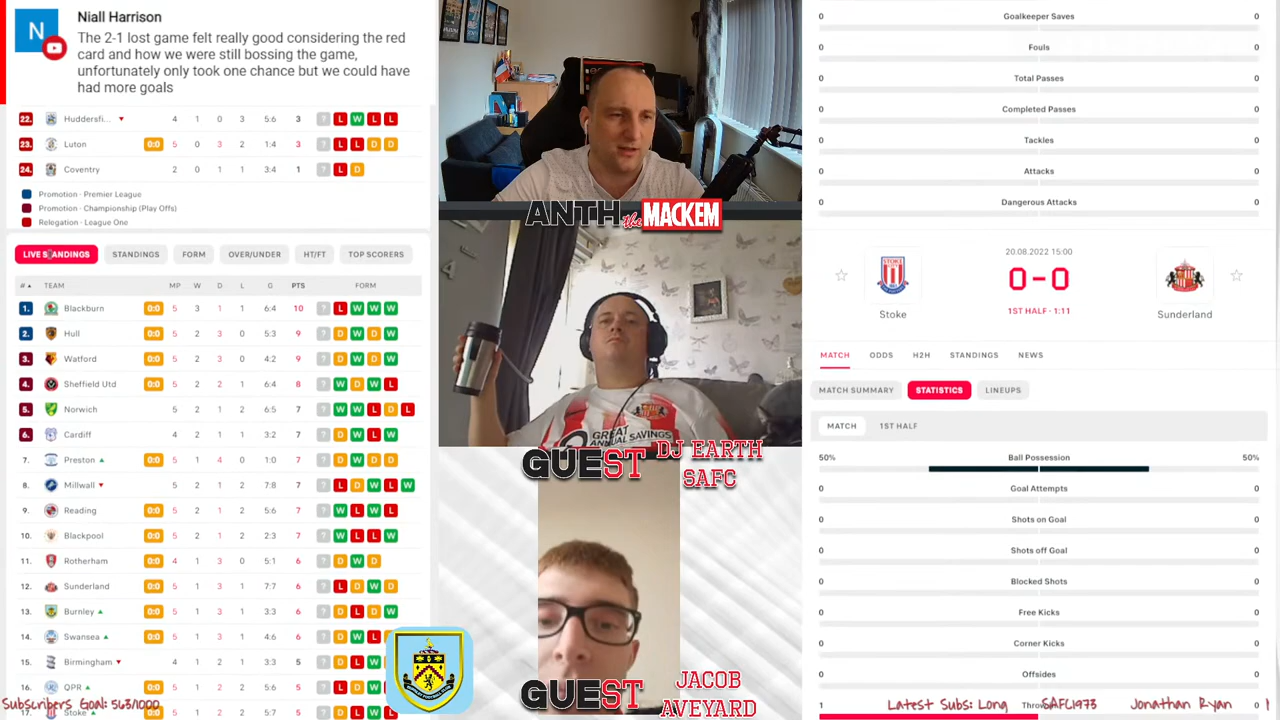 N
Niall Harrison
The 2-1 lost game felt really good considering the red
card and how we were still bossing the game,
unfortunately only took one chance but we could have
had more goals
22. Huddersfi... 4 1 0 3 5:6 3 ? L W L L
23. Luton 0:0 5 0 3 2 1:4 3 ? L L D D
24. Coventry 2 0 1 1 3:4 1 ? L D
Promotion - Premier League
Promotion - Championship (Play Offs)
Relegation - League One
LIVE STANDINGS STANDINGS FORM OVER/UNDER HT/FT TOP SCORERS
# TEAM MP W D L G PTS FORM
1. Blackburn 0:0 5 3 1 1 6:4 10 ? L W W W
2. Hull 0:0 5 2 3 0 5:3 9 ? D W D W
3. Watford 0:0 5 2 3 0 4:2 9 ? D W D W
4. Sheffield Utd 0:0 5 2 2 1 6:4 8 ? W D W L
5. Norwich 5 2 1 2 6:5 7 ? W W L D L
6. Cardiff 4 2 1 1 3:2 7 ? D W L W
Preston 0:0 5 1 4 0 1:0 7 ? W D D D
8. Millwall 5 2 1 2 7:8 7 ? L D W L W
9. Reading 0:0 5 2 1 2 5:6 7 ? W L W L
10. Blackpool 0:0 5 2 1 2 2:3 7 ? W L L W
11. Rotherham 0:0 4 1 3 0 5:1 6 ? D W D
12. Sunderland 0:0 5 1 3 1 7:7 6 ? L D W D
13. Burnley 0:0 5 1 3 1 3:3 6 ? D L D W
14. Swansea 0:0 5 1 3 1 4:6 6 ? D W L
15. Birmingham 0:0 4 1 2 1 3:3 5 ? D L W
16. QPR 0:0 5 1 2 2 5:6 5 ? L D W
17. Stoke
Subscribers Goal: 563/1000
ANTH the MACKEM
GREAT
ANNUAL SAVINGS
GUEST DJ EARTH
SAFC
GUEST JACOB
AVEYARD
0 Goalkeeper Saves 0
0 Fouls 0
0 Total Passes 0
0 Completed Passes 0
0 Tackles 0
0 Attacks 0
0 Dangerous Attacks 0
20.08.2022 15:00
0-0
1ST HALF - 1:11
Stoke Sunderland
MATCH ODDS H2H STANDINGS NEWS
MATCH SUMMARY STATISTICS LINEUPS
MATCH 1ST HALF
50% Ball Possession 50%
0 Goal Attempts 0
0 Shots on Goal 0
0 Shots off Goal 0
0 Blocked Shots 0
0 Free Kicks 0
0 Corner Kicks 0
0 Offsides 0
Latest Subs: Long SAFC1973 Jonathan Ryan